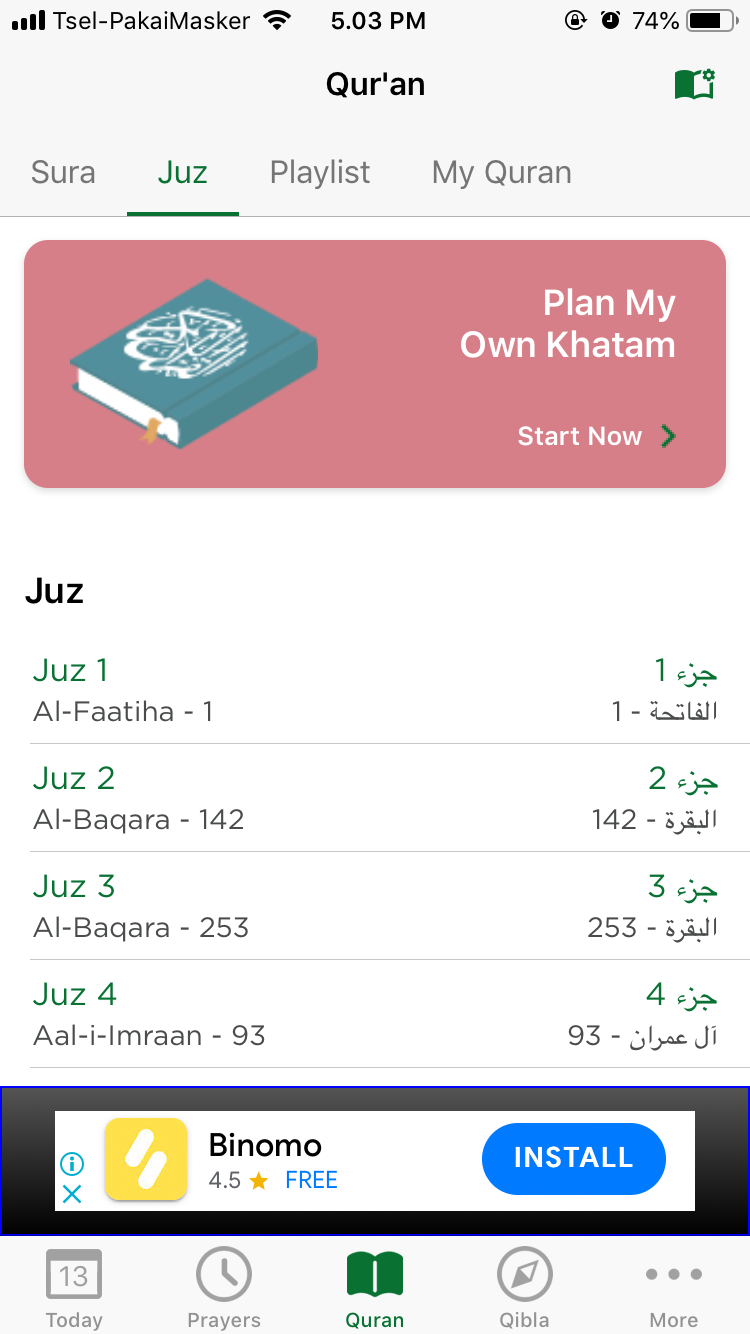 Tsel-PakaiMasker 5.03 PM 74%
Qur'an
Sura Juz Playlist My Quran
Plan My
Own Khatam
Start Now
Juz
Juz 1 جزء 1
Al-Faatiha - 1 الفاتحة - 1
Juz 2 جزء 2
Al-Baqara - 142 البقرة - 142
Juz 3 جزء 3
Al-Baqara - 253 البقرة - 253
Juz 4 جزء 4
Aal-i-Imraan - 93 آل عمران - 93
Binomo
4.5 FREE
INSTALL
13
Today Prayers Quran Qibla More